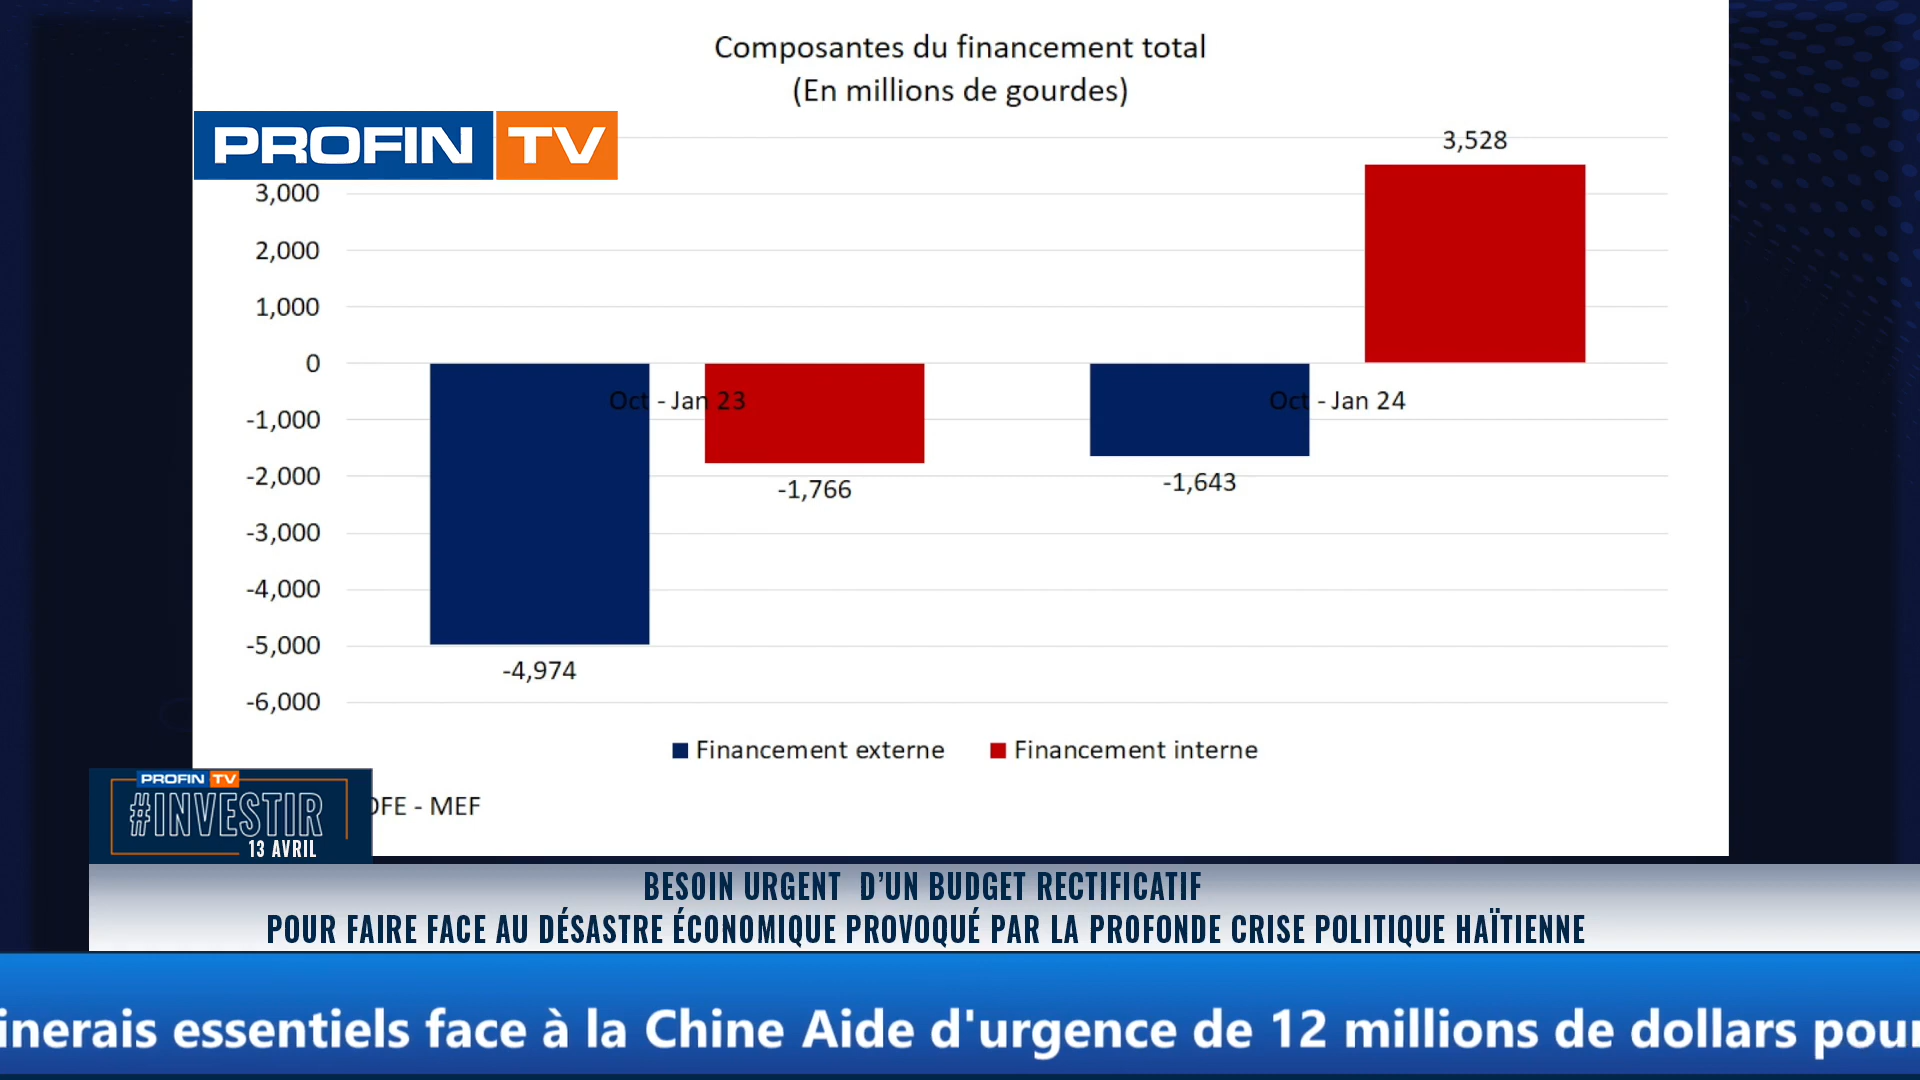 Composantes du financement total
(En millions de gourdes)
PROFIN TV
3,528
3,000
2,000
1,000
0
Oct - Jan 23
Oct - Jan 24
-1,000
-2,000
-1,766
-1,643
-3,000
-4,000
-5,000
-4,974
-6,000
Financement externe
Financement interne
PROFIN TV
#INVESTIR
13 AVRIL
DFE - MEF
BESOIN URGENT D’UN BUDGET RECTIFICATIF
POUR FAIRE FACE AU DÉSASTRE ÉCONOMIQUE PROVOQUÉ PAR LA PROFONDE CRISE POLITIQUE HAÏTIENNE
inerais essentiels face à la Chine Aide d'urgence de 12 millions de dollars pour